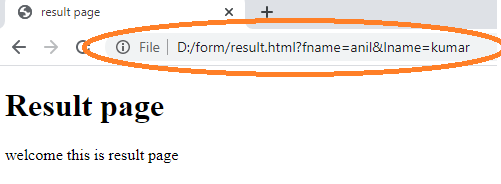 result page
File D:/form/result.html?fname=anil&lname=kumar
Result page
welcome this is result page